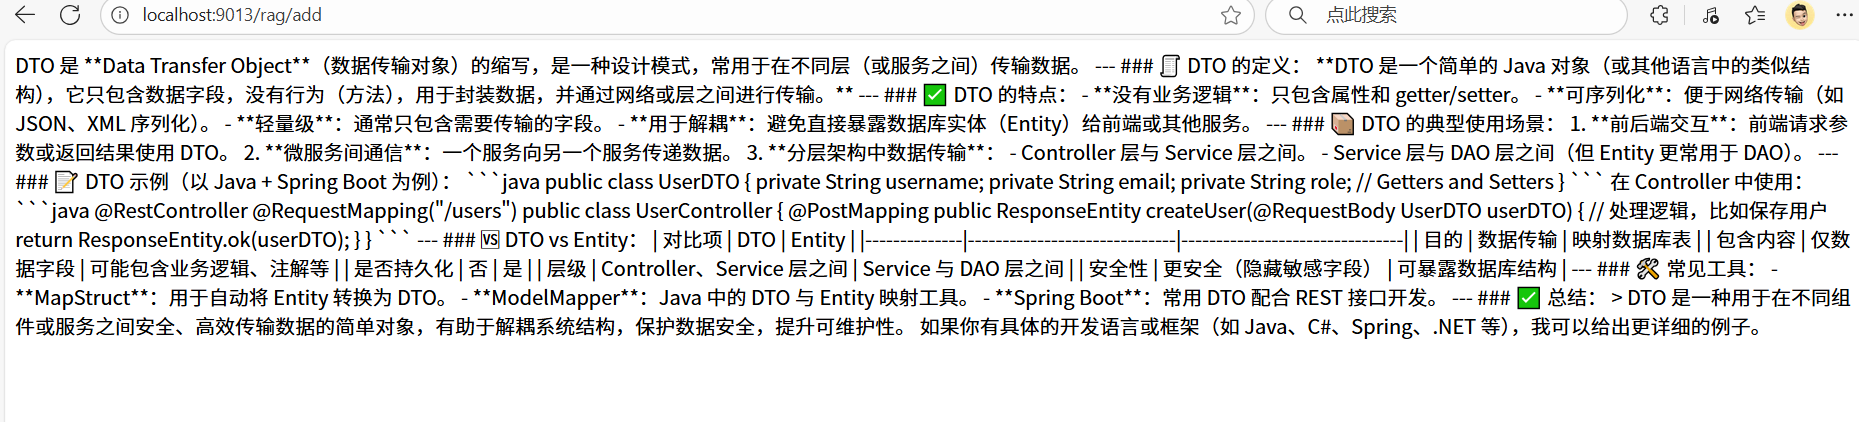 localhost:9013/rag/add
点此搜索
DTO 是 **Data Transfer Object**（数据传输对象）的缩写，是一种设计模式，常用于在不同层（或服务之间）传输数据。 --- ### 📜 DTO 的定义： **DTO 是一个简单的 Java 对象（或其他语言中的类似结
构），它只包含数据字段，没有行为（方法），用于封装数据，并通过网络或层之间进行传输。** --- ### ✅ DTO 的特点： - **没有业务逻辑**：只包含属性和 getter/setter。 - **可序列化**：便于网络传输（如
JSON、XML 序列化）。 - **轻量级**：通常只包含需要传输的字段。 - **用于解耦**：避免直接暴露数据库实体（Entity）给前端或其他服务。 --- ### 📦 DTO 的典型使用场景： 1. **前后端交互**：前端请求参
数或返回结果使用 DTO。 2. **微服务间通信**：一个服务向另一个服务传递数据。 3. **分层架构中数据传输**： - Controller 层与 Service 层之间。 - Service 层与 DAO 层之间（但 Entity 更常用于 DAO）。 ---
### 📝 DTO 示例（以 Java + Spring Boot 为例）： ```java public class UserDTO { private String username; private String email; private String role; // Getters and Setters } ``` 在 Controller 中使用：
```java @RestController @RequestMapping("/users") public class UserController { @PostMapping public ResponseEntity createUser(@RequestBody UserDTO userDTO) { // 处理逻辑，比如保存用户
return ResponseEntity.ok(userDTO); } } ``` --- ### 🆚 DTO vs Entity： | 对比项 | DTO | Entity | |--------------|------------------------------|--------------------------------| | 目的 | 数据传输 | 映射数据库表 | | 包含内容 | 仅数
据字段 | 可能包含业务逻辑、注解等 | | 是否持久化 | 否 | 是 | | 层级 | Controller、Service 层之间 | Service 与 DAO 层之间 | | 安全性 | 更安全（隐藏敏感字段） | 可暴露数据库结构 | --- ### 🛠 常见工具： -
**MapStruct**：用于自动将 Entity 转换为 DTO。 - **ModelMapper**：Java 中的 DTO 与 Entity 映射工具。 - **Spring Boot**：常用 DTO 配合 REST 接口开发。 --- ### ✅ 总结： > DTO 是一种用于在不同组
件或服务之间安全、高效传输数据的简单对象，有助于解耦系统结构，保护数据安全，提升可维护性。 如果你有具体的开发语言或框架（如 Java、C#、Spring、.NET 等），我可以给出更详细的例子。